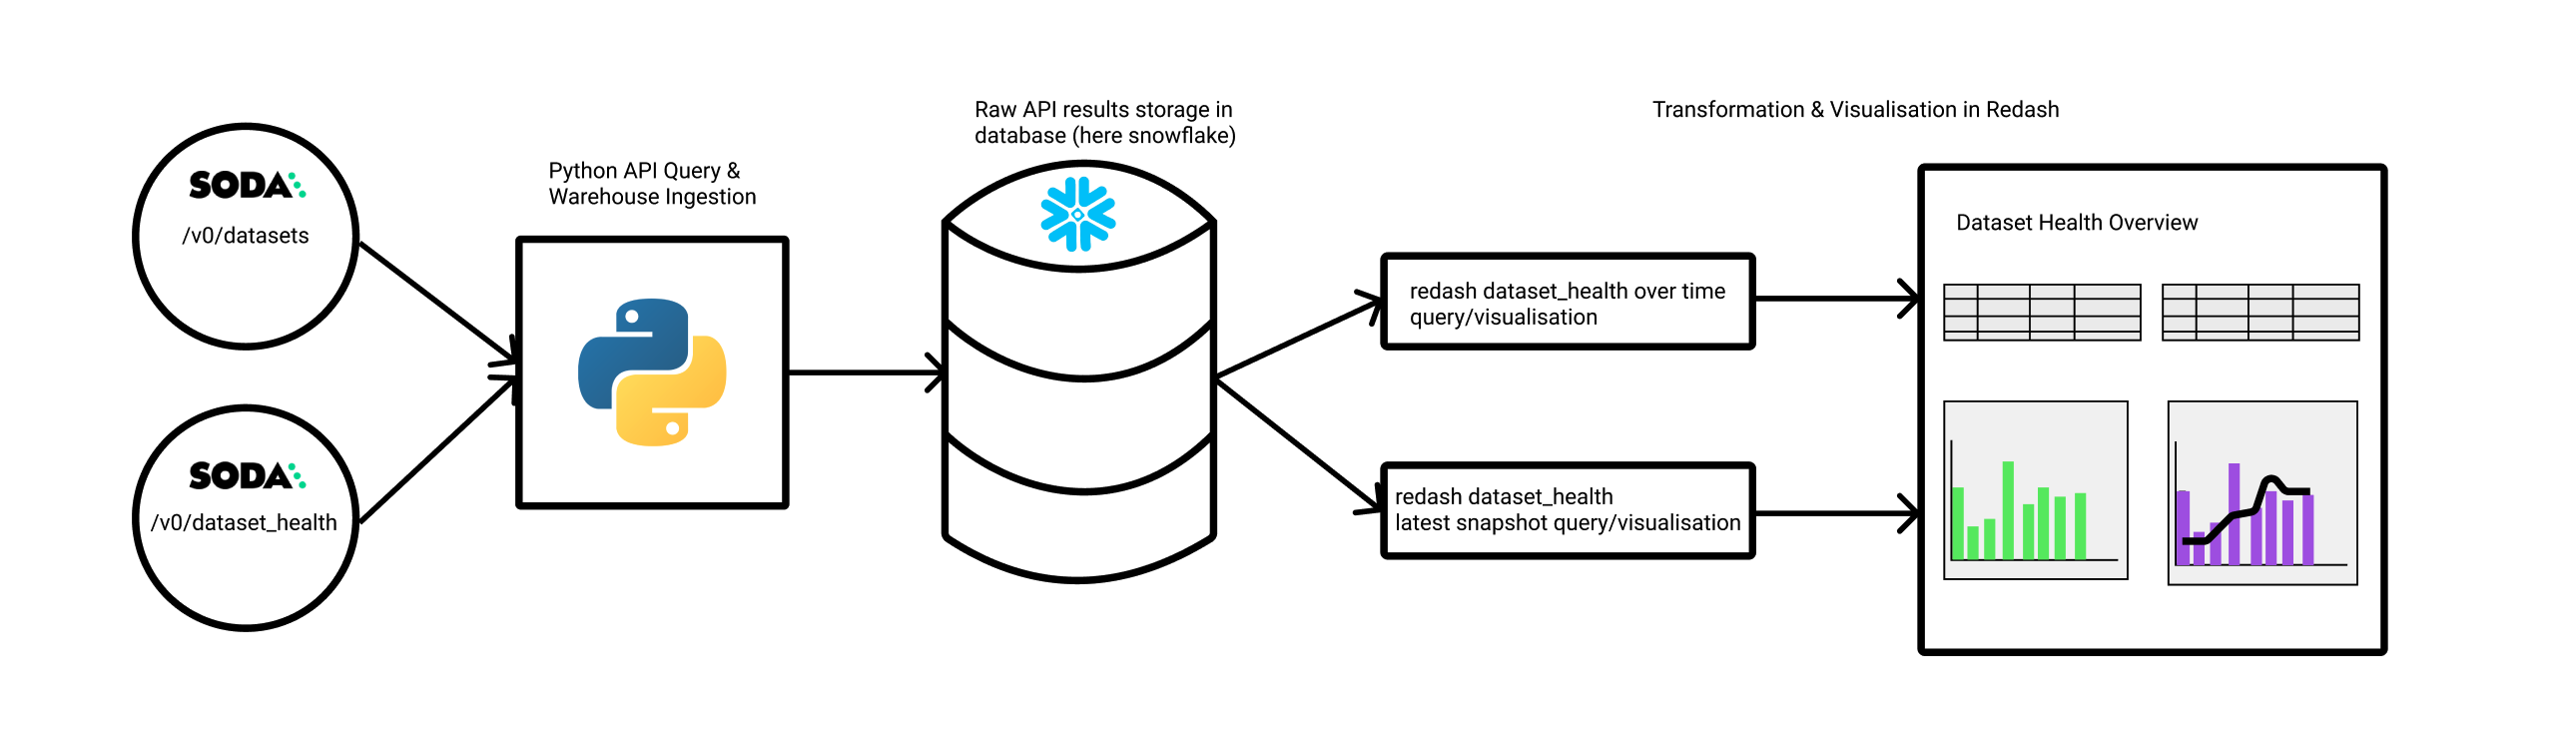 SODA
/v0/datasets
SODA
/v0/dataset_health
Python API Query &
Warehouse Ingestion
Raw API results storage in
database (here snowflake)
Transformation & Visualisation in Redash
redash dataset_health over time
query/visualisation
redash dataset_health
latest snapshot query/visualisation
Dataset Health Overview